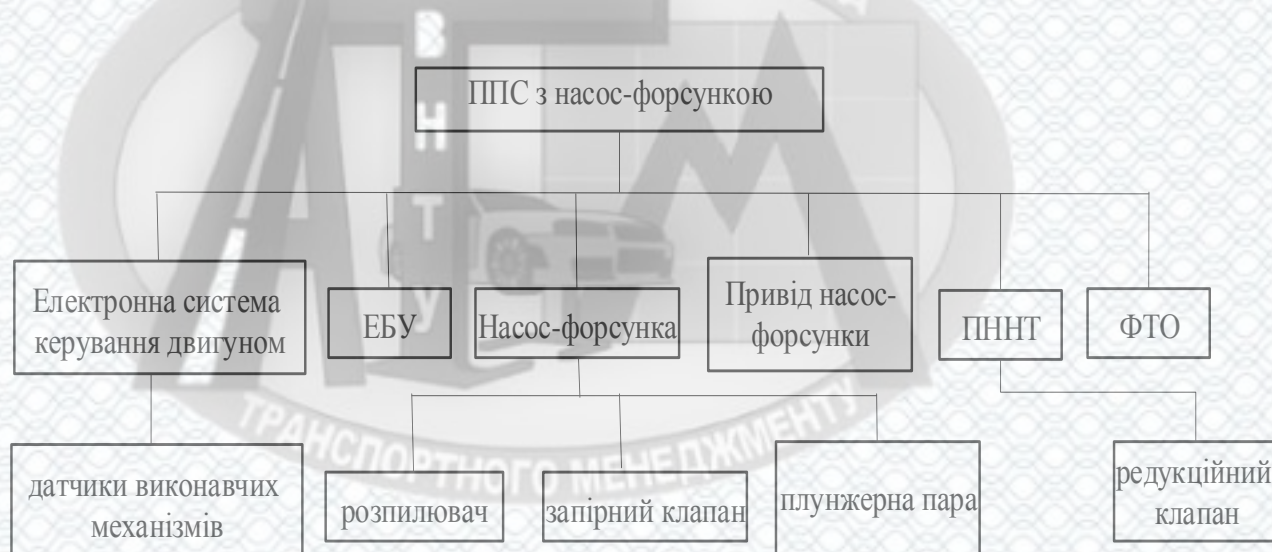 ППС з насос-форсункою
Електронна система
керування двигуном
ЕБУ
Насос-форсунка
Привід насос-
форсунки
ПННТ
ФТО
датчики виконавчих
механізмів
розпилювач
запірний клапан
плунжерна пара
редукційний
клапан
ВНТУ
ТРАНСПОРТНОГО МЕНЕДЖМЕНТУ